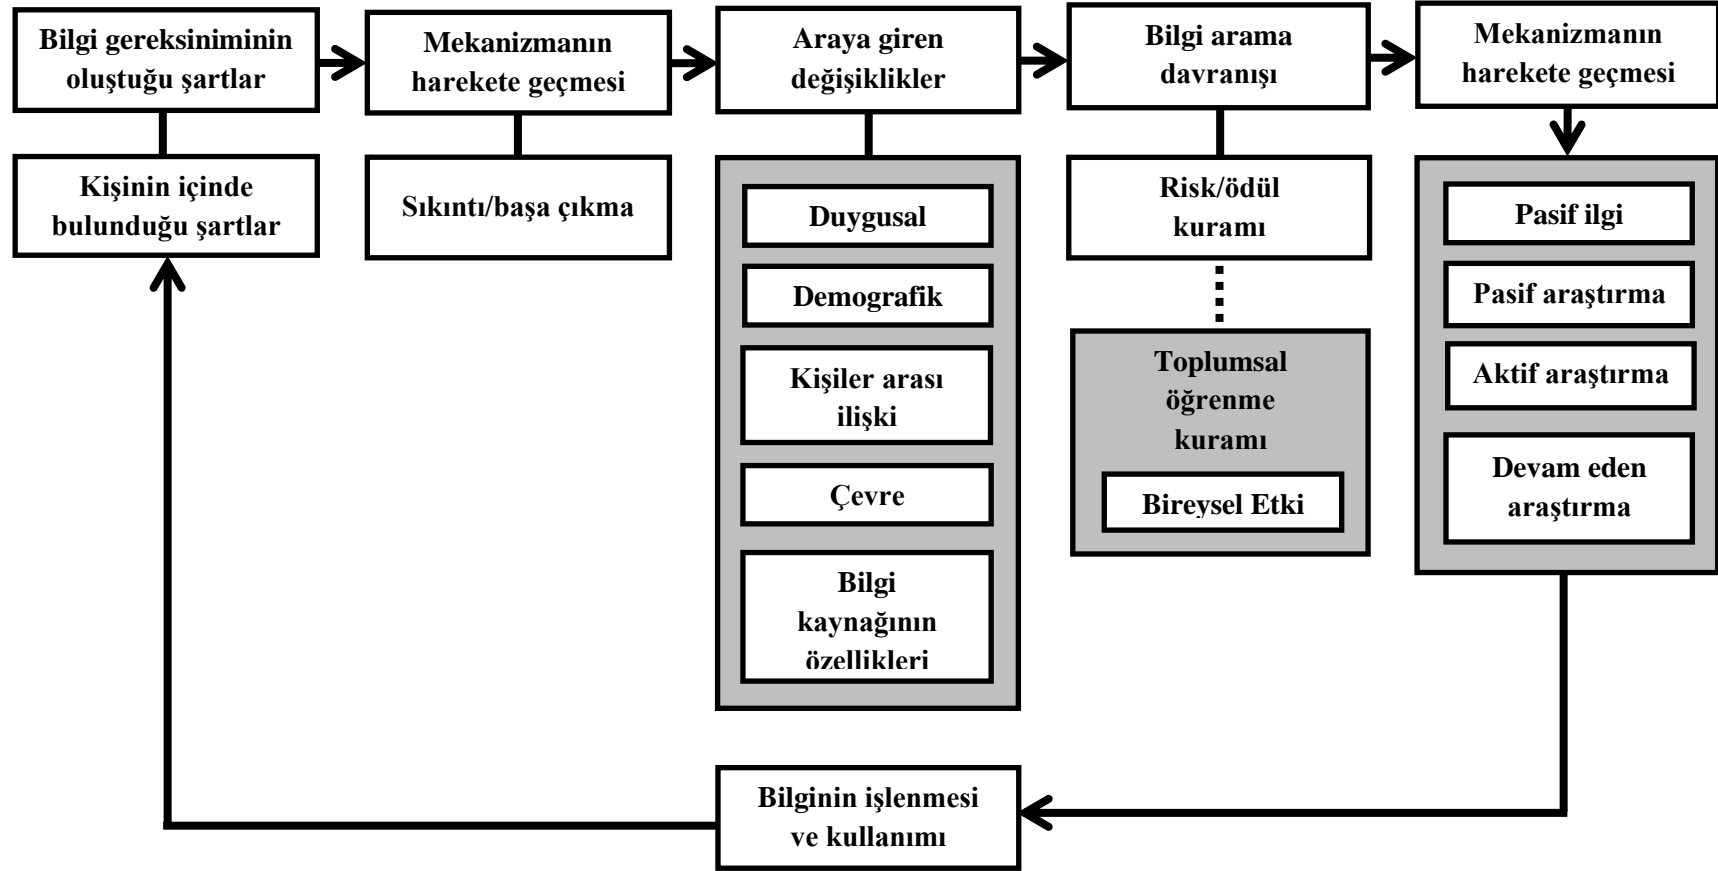 Bilgi gereksiniminin
oluştuğu şartlar
Mekanizmanın
harekete geçmesi
Araya giren
değişiklikler
Bilgi arama
davranışı
Mekanizmanın
harekete geçmesi
Kişinin içinde
bulunduğu şartlar
Sıkıntı/başa çıkma
Duygusal
Demografik
Kişiler arası
ilişki
Çevre
Bilgi
kaynağının
özellikleri
Risk/ödül
kuramı
Toplumsal
öğrenme
kuramı
Bireysel Etki
Pasif ilgi
Pasif araştırma
Aktif araştırma
Devam eden
araştırma
Bilginin işlenmesi
ve kullanımı